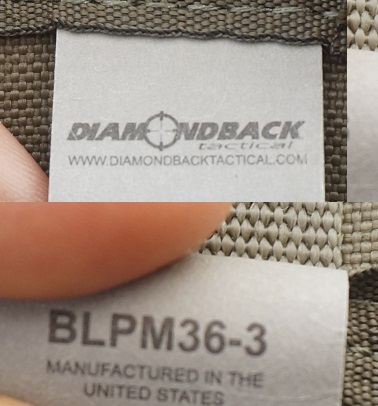 DIAMONDBACK
tactical
WWW.DIAMONDBACKTACTICAL.COM
BLPM36-3
MANUFACTURED IN THE
UNITED STATES